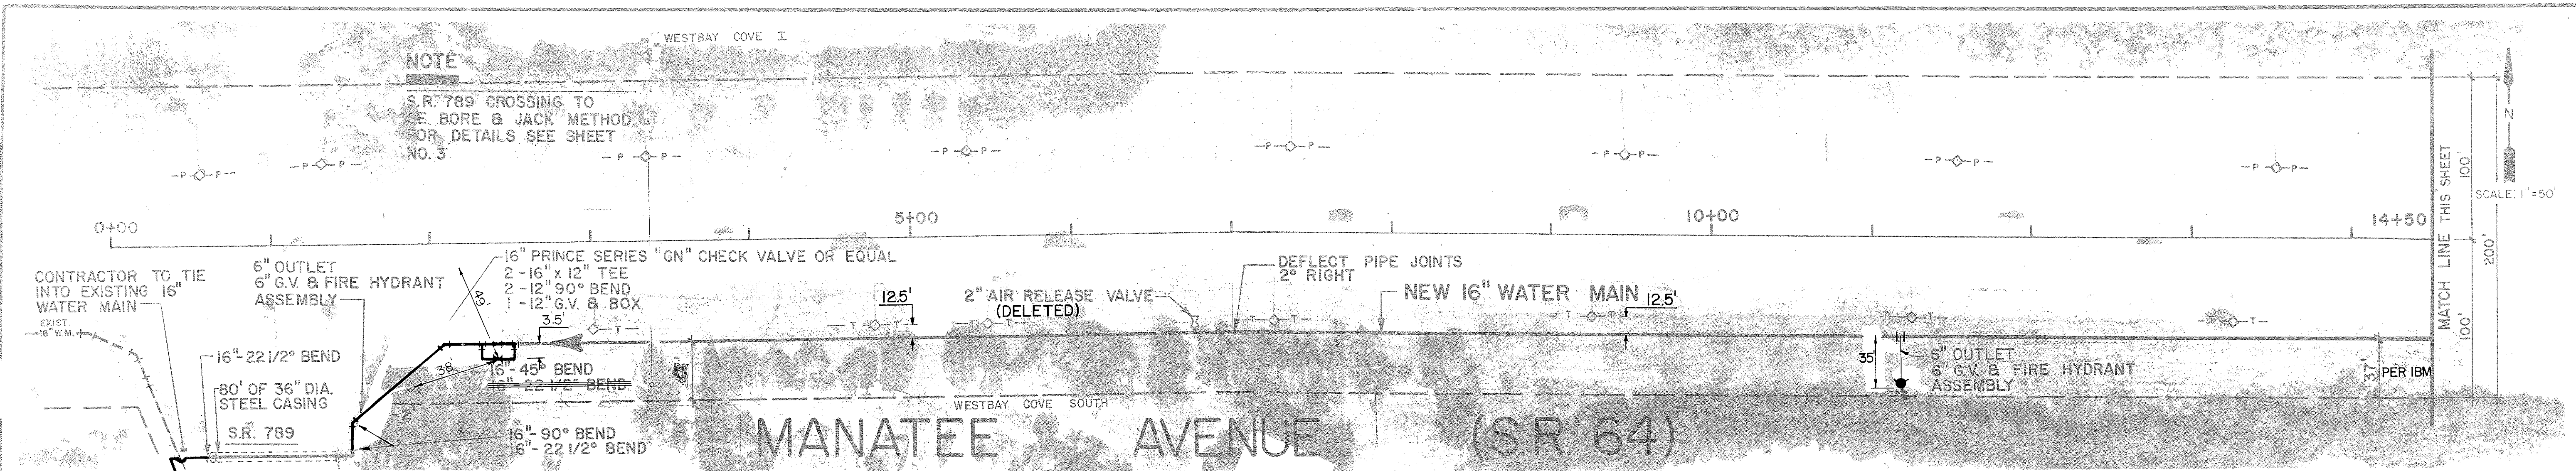 WESTBAY COVE I
NOTE
S.R. 789 CROSSING TO
BE BORE & JACK METHOD.
FOR DETAILS SEE SHEET
NO. 3
-P-◇-P-
-P-◇-P-
-P-◇-P-
-P-◇-P-
-P-◇-P-
-P-◇-P-
-P-◇-P-
-P-◇-P-
N
SCALE: 1"=50'
MATCH LINE THIS SHEET
100'
200'
100'
0+00
5+00
10+00
14+50
CONTRACTOR TO TIE
INTO EXISTING 16"
WATER MAIN
EXIST.
16" W.M.
6" OUTLET
6" G.V. & FIRE HYDRANT
ASSEMBLY
49'
16" PRINCE SERIES "GN" CHECK VALVE OR EQUAL
2-16" x 12" TEE
2-12" 90° BEND
1-12" G.V. & BOX
3.5'
T
12.5'
T T
T T
2" AIR RELEASE VALVE
(DELETED)
DEFLECT PIPE JOINTS
2° RIGHT
T T
NEW 16" WATER MAIN
12.5'
T T
T T
T T
16"-22 1/2° BEND
80' OF 36" DIA.
STEEL CASING
S.R. 789
38'
16"-45° BEND
16"-22 1/2° BEND
-2'
16"-90° BEND
16"-22 1/2° BEND
WESTBAY COVE SOUTH
35'
6" OUTLET
6" G.V. & FIRE HYDRANT
ASSEMBLY
37'
PER IBM
MANATEE AVENUE (S.R. 64)